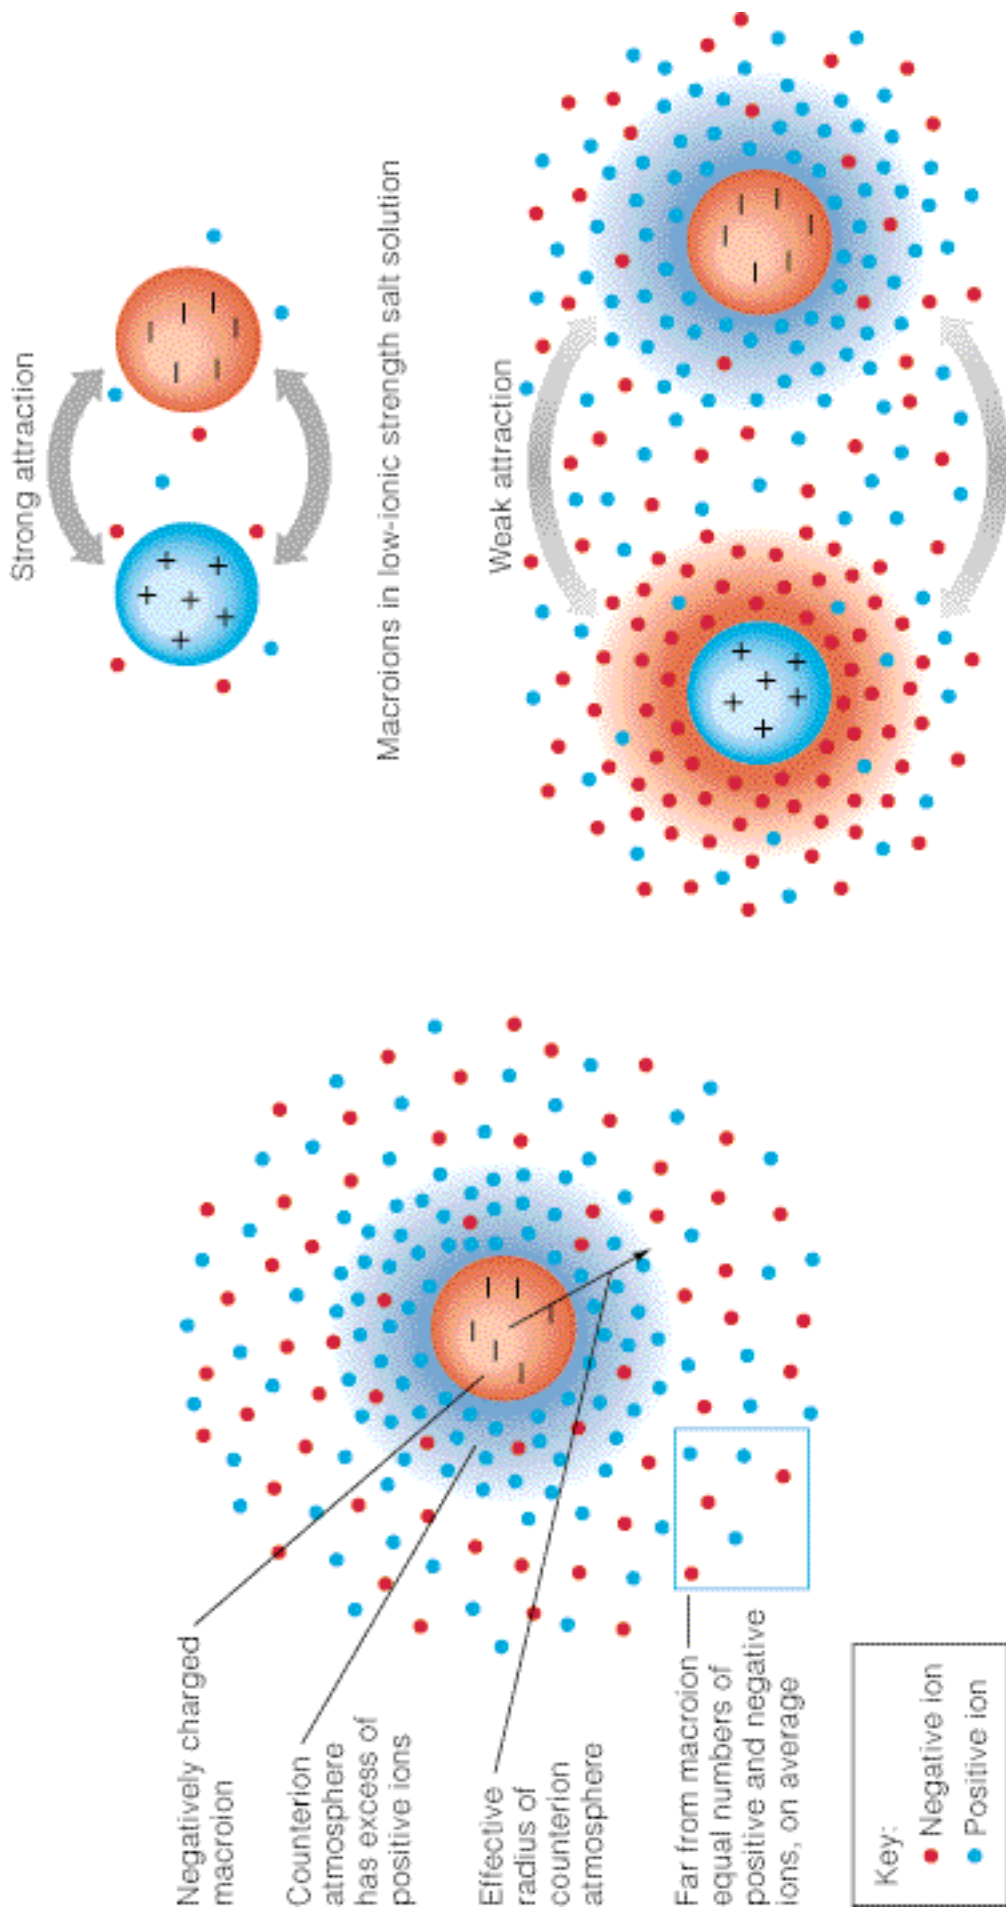 Negatively charged
macroion
Counterion
atmosphere
has excess of
positive ions
Effective
radius of
counterion
atmosphere
Far from macroion
equal numbers of
positive and negative
ions, on average
Key:
Negative ion
Positive ion
Strong attraction
Macroions in low-ionic strength salt solution
Weak attraction